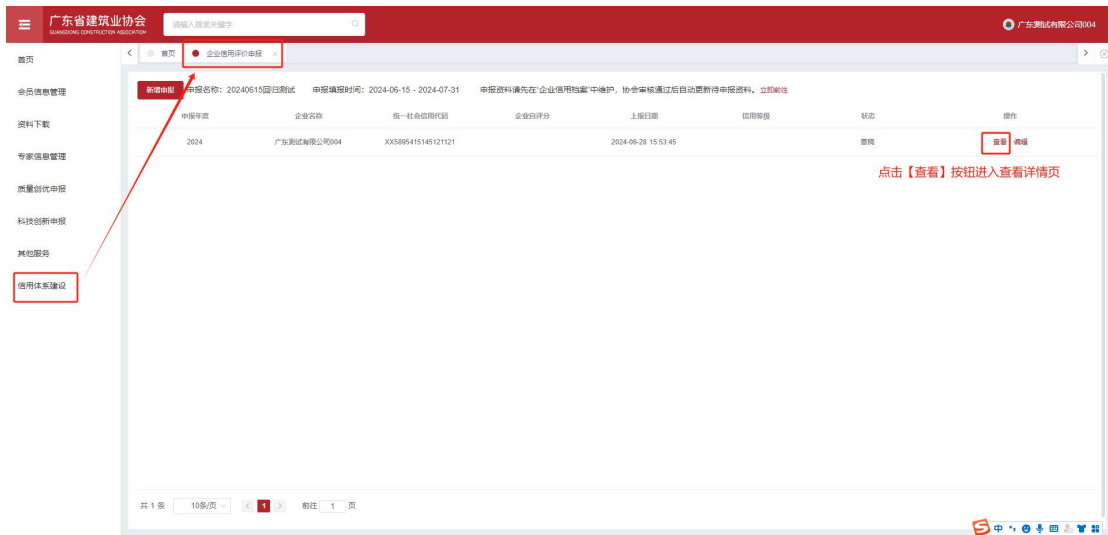 广东省建筑业协会
GUANGDONG CONSTRUCTION ASSOCIATION
请输入搜索关键字
广东测试有限公司004
首页
会员信息管理
资料下载
专家信息管理
质量创优申报
科技创新申报
其他服务
信用体系建设
首页
企业信用评价申报
新增申报 申报名称：20240615回归测试 申报填报时间：2024-06-15 - 2024-07-31 申报资料请先在"企业信用档案"中维护，协会审核通过后自动更新待申报资料。立即前往
申报年度 企业名称 统一社会信用代码 企业自评分 上报日期 信用等级 状态 操作
2024 广东测试有限公司004 XX5895415145121121 2024-06-28 15:53:45 草稿 查看 编辑
点击【查看】按钮进入查看详情页
共 1 条 10条/页 1 前往 1 页
中